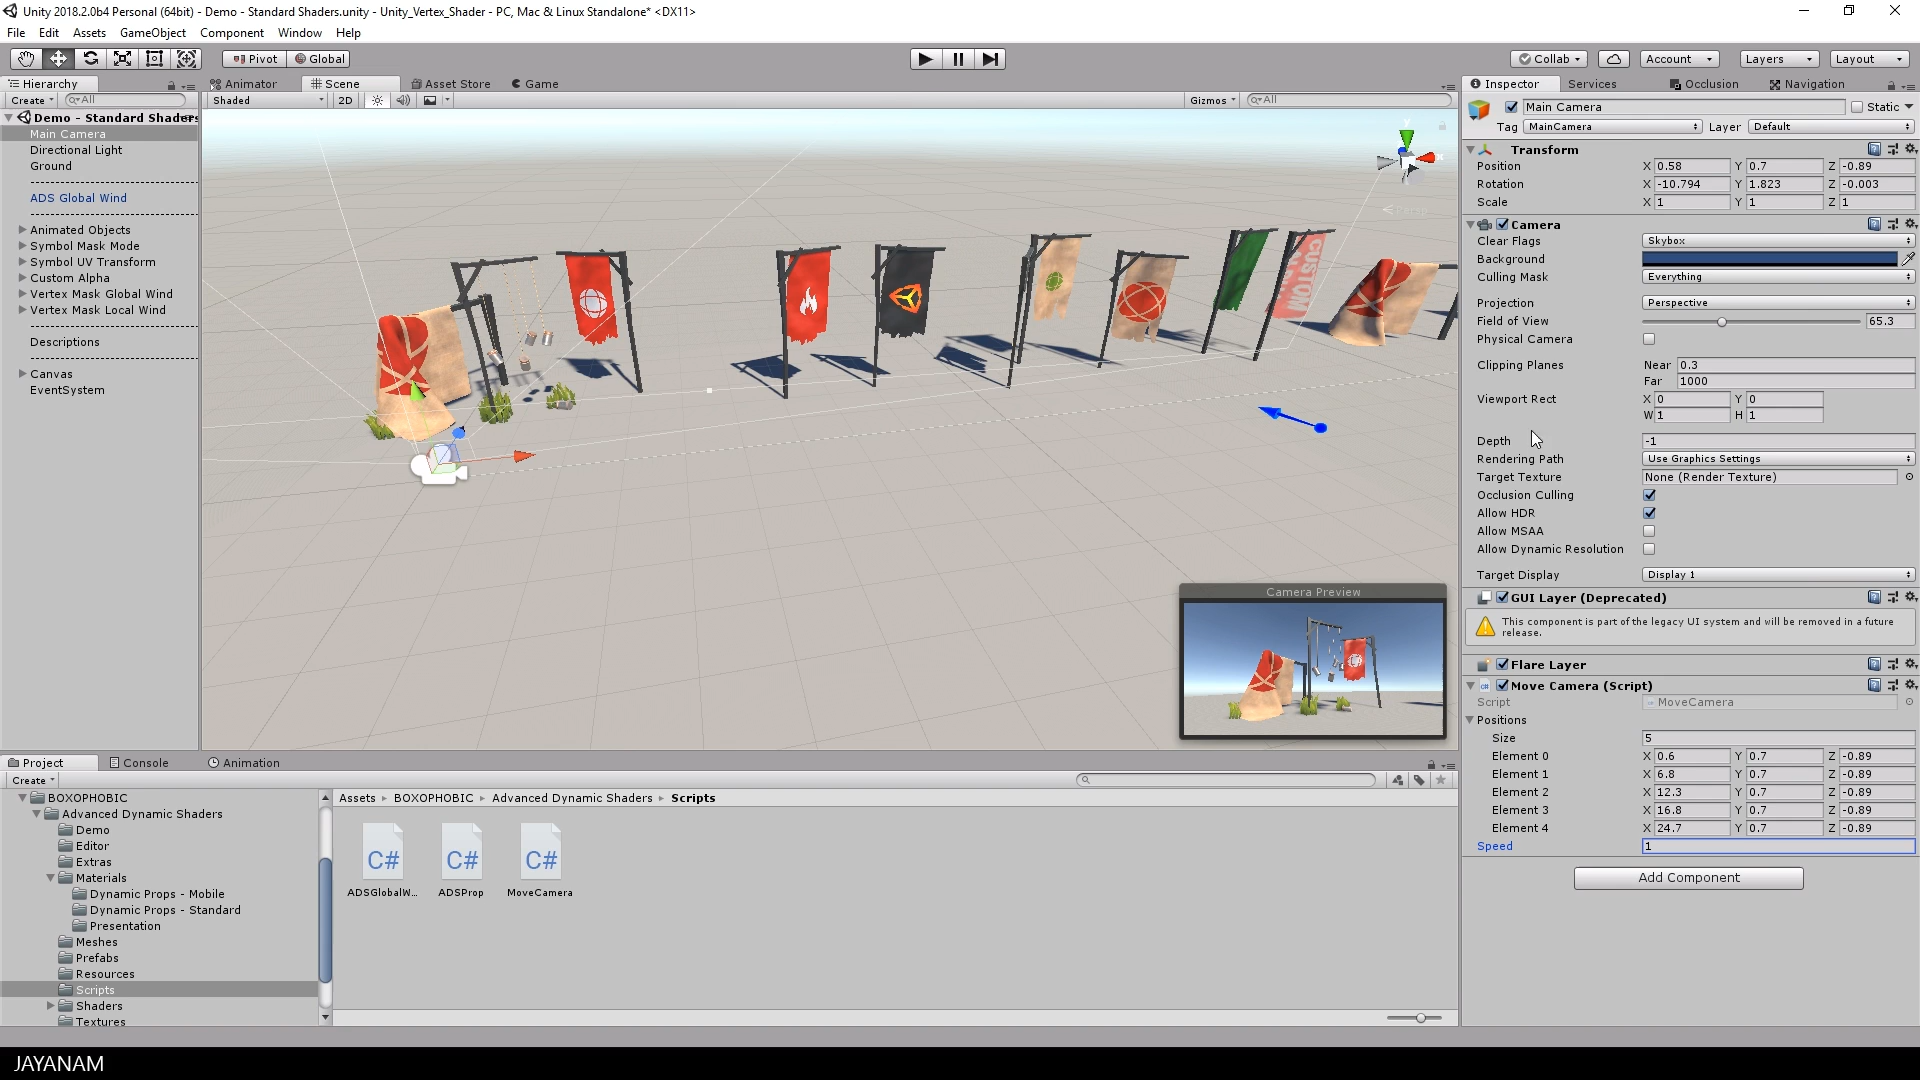 Unity 2018.2.0b4 Personal (64bit) - Demo - Standard Shaders.unity - Unity_Vertex_Shader - PC, Mac & Linux Standalone* <DX11>
File Edit Assets GameObject Component Window Help
Pivot Global Collab Account Layers Layout
Hierarchy
Create All
Demo - Standard Shaders
Main Camera
Directional Light
Ground
ADS Global Wind
Animated Objects
Symbol Mask Mode
Symbol UV Transform
Custom Alpha
Vertex Mask Global Wind
Vertex Mask Local Wind
Descriptions
Canvas
EventSystem
Animator Scene Asset Store Game
Shaded 2D Gizmos All
y
Persp
CUSTOM
Camera Preview
Inspector Services Occlusion Navigation
Main Camera Static
Tag MainCamera Layer Default
Transform
Position X 0.58 Y 0.7 Z -0.89
Rotation X -10.794 Y 1.823 Z -0.003
Scale X 1 Y 1 Z 1
Camera
Clear Flags Skybox
Background
Culling Mask Everything
Projection Perspective
Field of View 65.3
Physical Camera
Clipping Planes Near 0.3
Far 1000
Viewport Rect X 0 Y 0
W 1 H 1
Depth -1
Rendering Path Use Graphics Settings
Target Texture None (Render Texture)
Occlusion Culling
Allow HDR
Allow MSAA
Allow Dynamic Resolution
Target Display Display 1
GUI Layer (Deprecated)
This component is part of the legacy UI system and will be removed in a future
release.
Flare Layer
Move Camera (Script)
Script MoveCamera
Positions
Size 5
Element 0 X 0.6 Y 0.7 Z -0.89
Element 1 X 6.8 Y 0.7 Z -0.89
Element 2 X 12.3 Y 0.7 Z -0.89
Element 3 X 16.8 Y 0.7 Z -0.89
Element 4 X 24.7 Y 0.7 Z -0.89
Speed 1
Add Component
Project Console Animation
Create
BOXOPHOBIC
Advanced Dynamic Shaders
Demo
Editor
Extras
Materials
Dynamic Props - Mobile
Dynamic Props - Standard
Presentation
Meshes
Prefabs
Resources
Scripts
Shaders
Textures
Assets BOXOPHOBIC Advanced Dynamic Shaders Scripts
C# C# C#
ADSGlobalW... ADSProp MoveCamera
JAYANAM